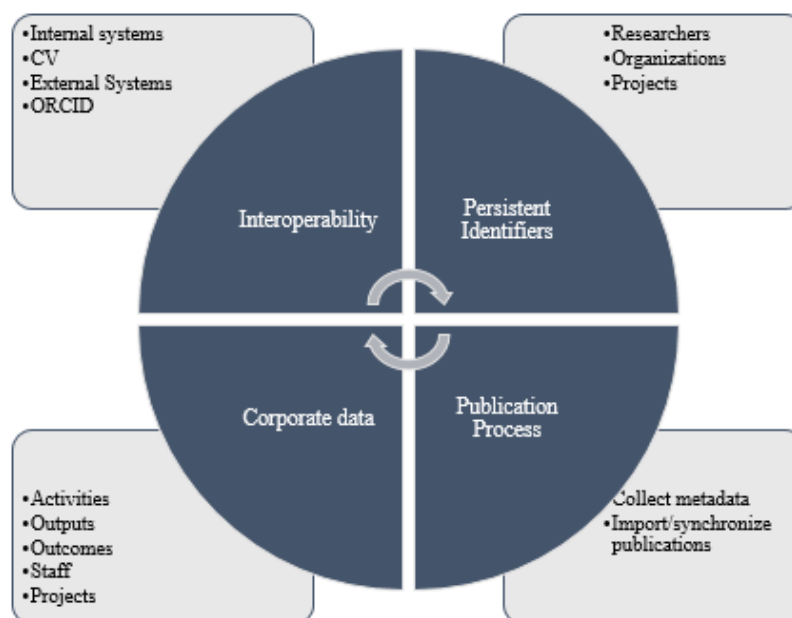 •Internal systems
•CV
•External Systems
•ORCID
•Researchers
•Organizations
•Projects
Interoperability
Persistent
Identifiers
Corporate data
Publication
Process
•Activities
•Outputs
•Outcomes
•Staff
•Projects
•Collect metadata
•Import/synchronize
publications